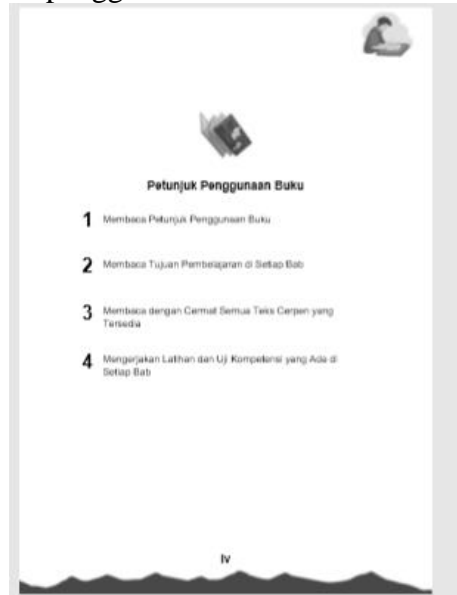 Petunjuk Penggunaan Buku
1 Membaca Petunjuk Penggunaan Buku
2 Membaca Tujuan Pembelajaran di Setiap Bab
3 Membaca dengan Cermat Semua Teks Cerpen yang
Tersedia
4 Mengerjakan Latihan dan Uji Kompetensi yang Ada di
Setiap Bab
iv